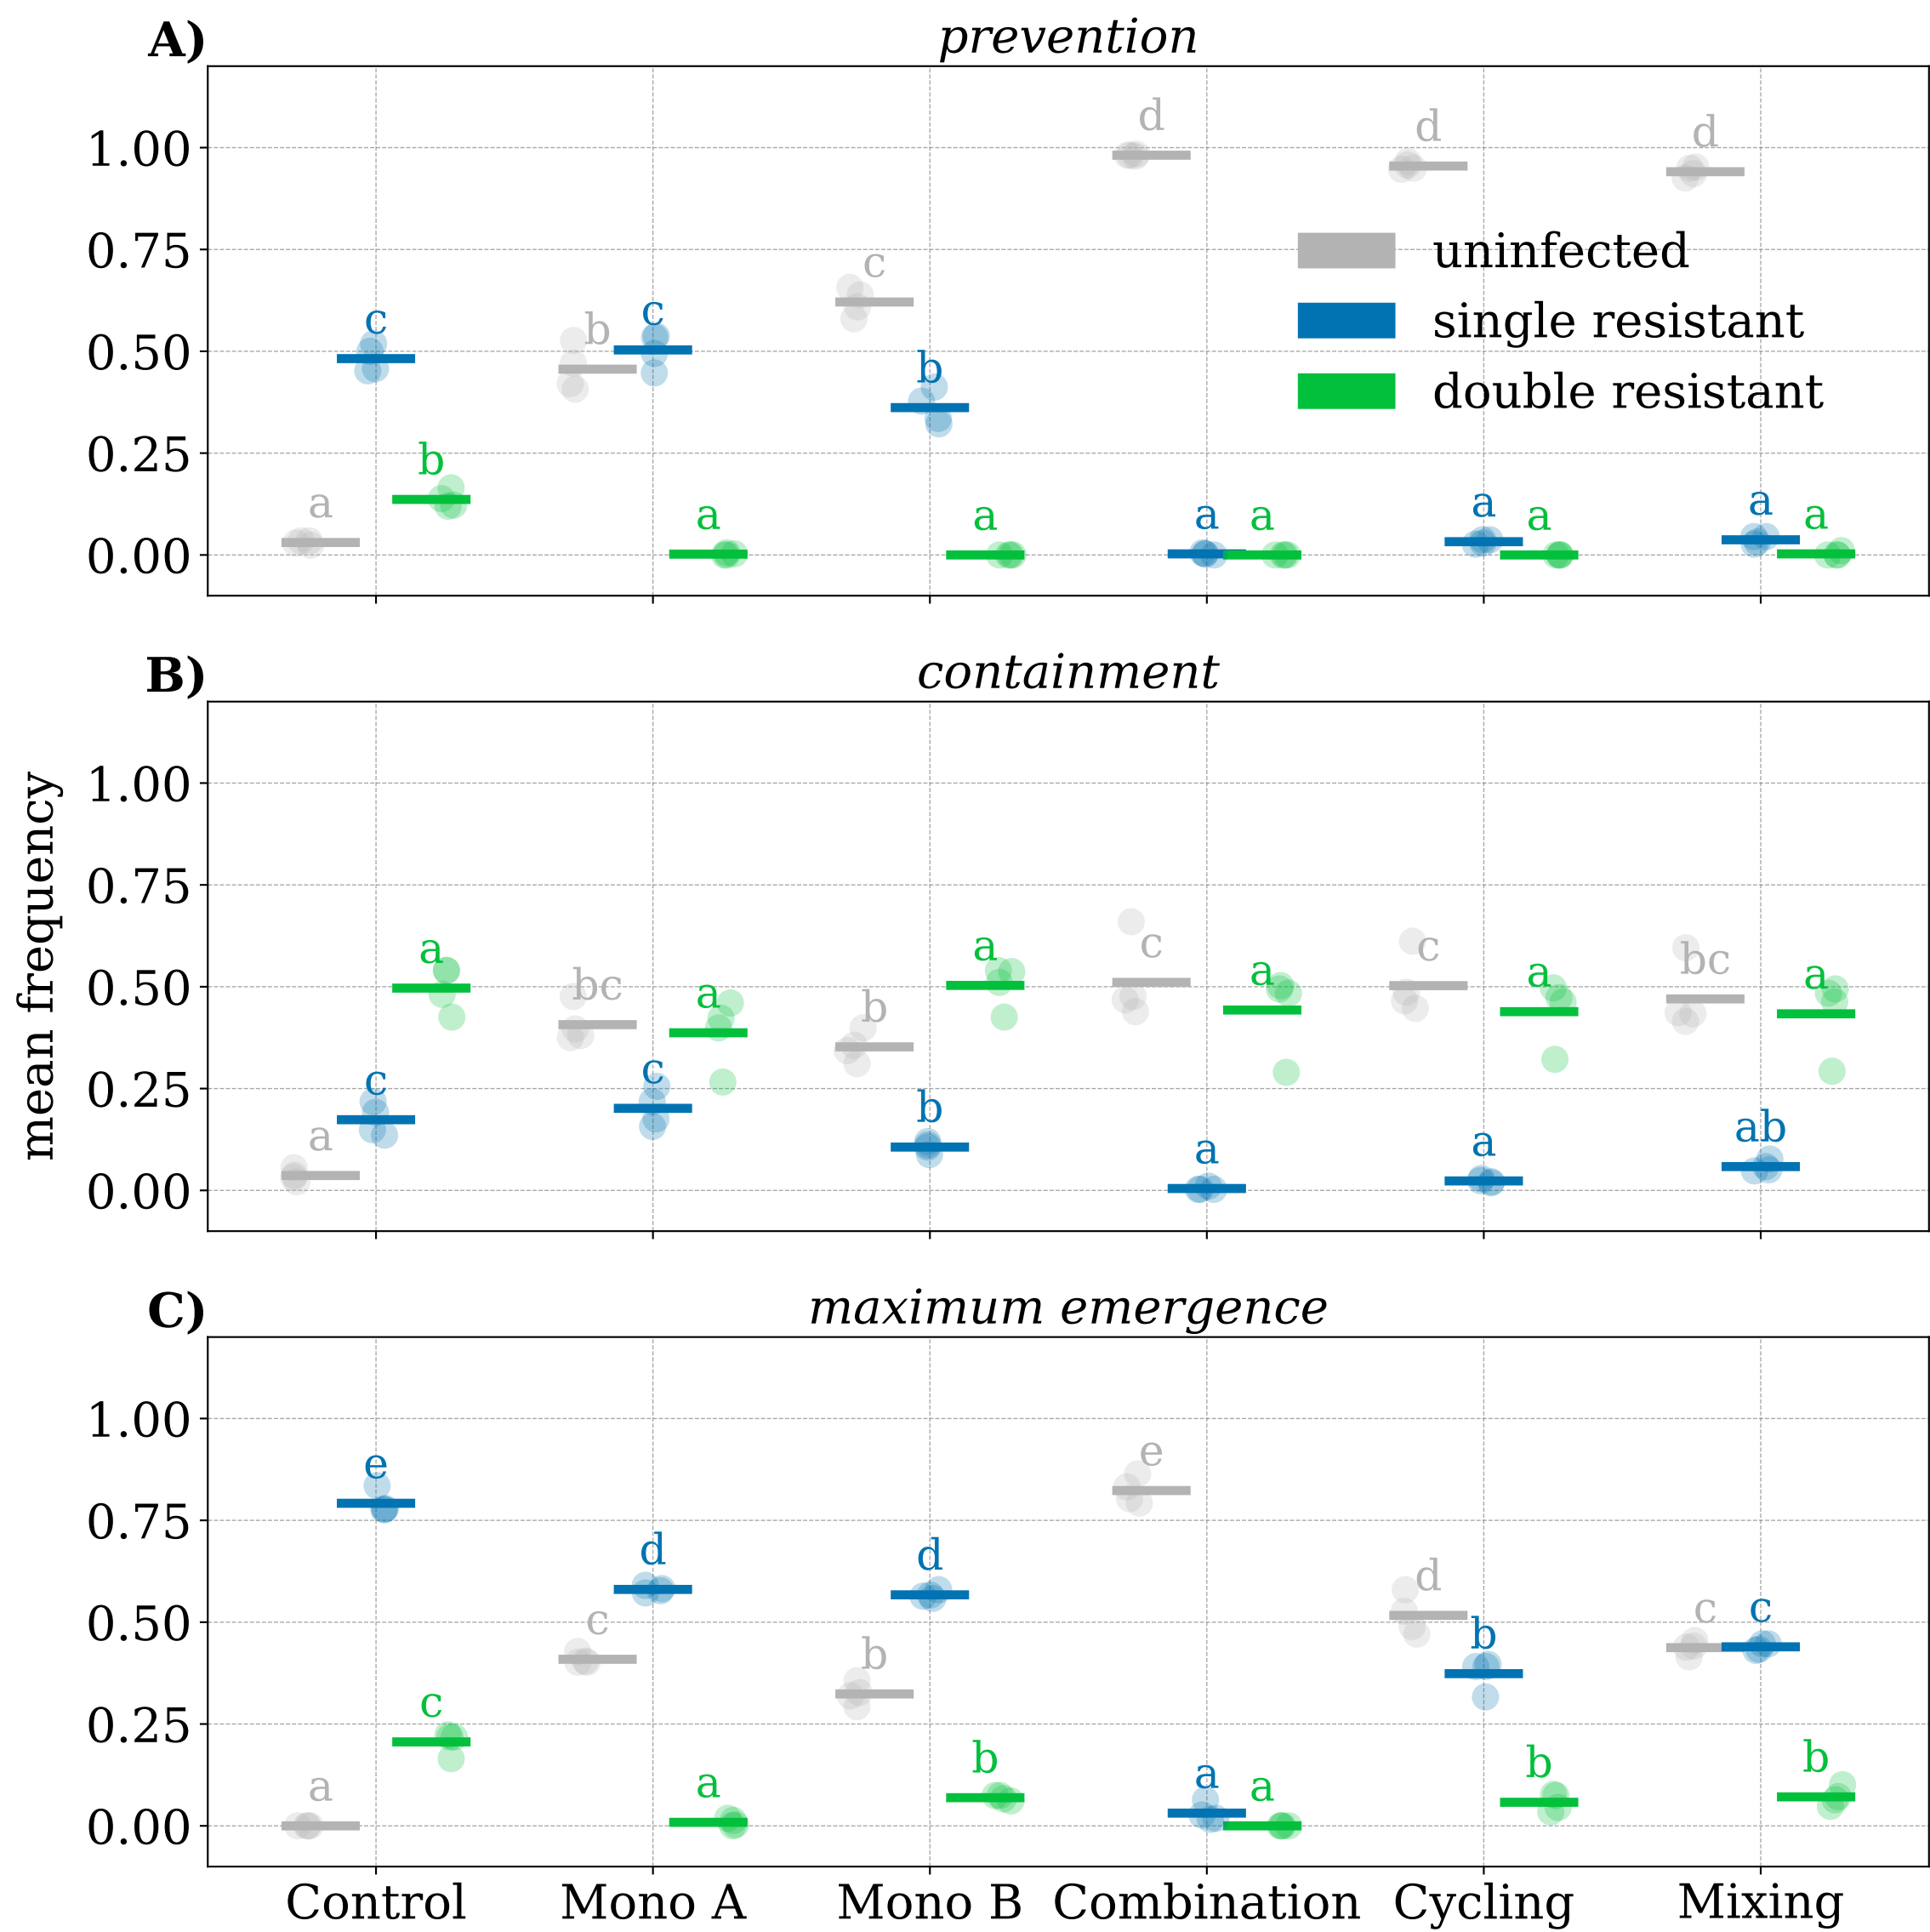 A) prevention
1.00
0.75
0.50
0.25
0.00
a c b
b c a
c b a
d a a
d a a
d a a
uninfected
single resistant
double resistant
B) containment
mean frequency
1.00
0.75
0.50
0.25
0.00
a c a
bc c a
b b a
c a a
c a a
bc ab a
C) maximum emergence
1.00
0.75
0.50
0.25
0.00
a e c
c d a
b d b
e a a
d b b
c c b
Control Mono A Mono B Combination Cycling Mixing